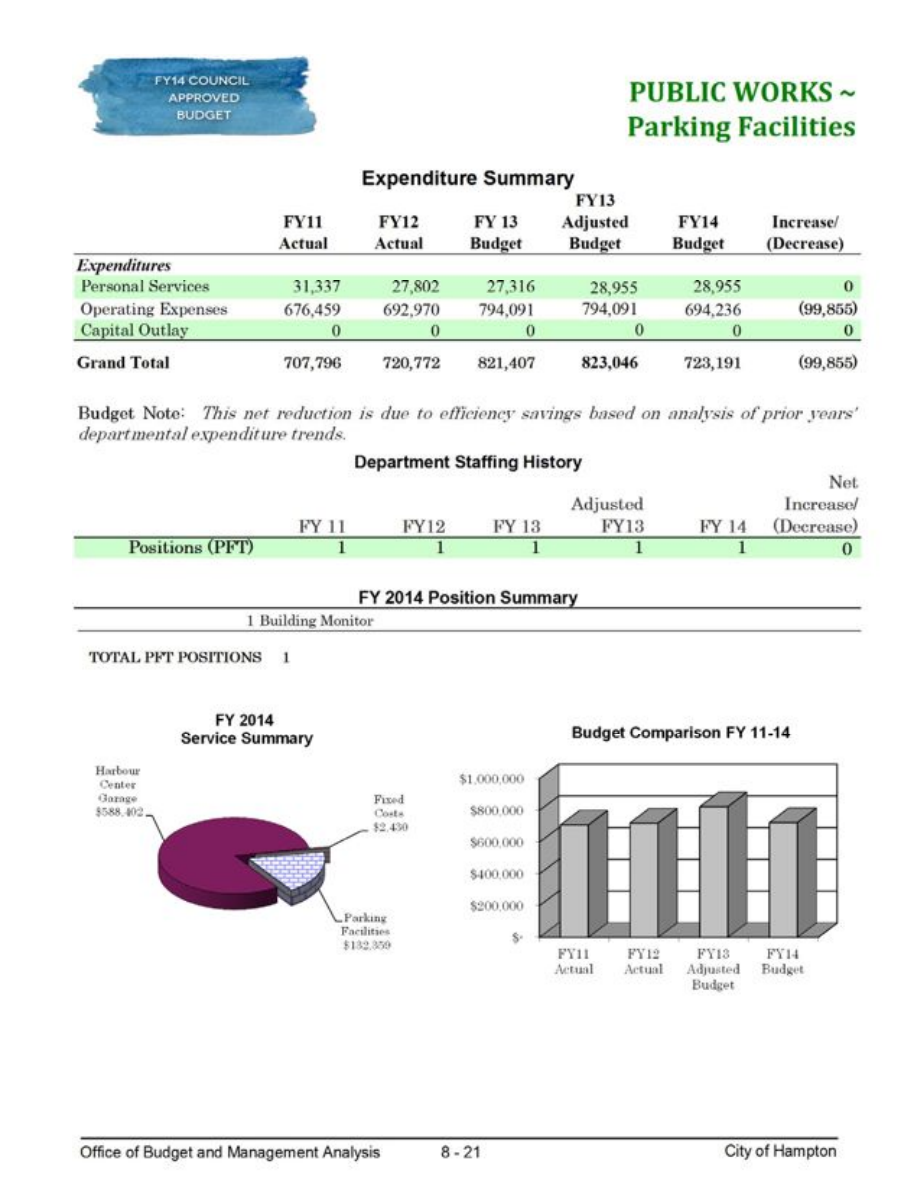 FY14 COUNCIL
APPROVED
BUDGET
PUBLIC WORKS ~
Parking Facilities
Expenditure Summary
FY11 Actual FY12 Actual FY 13 Budget FY13 Adjusted Budget FY14 Budget Increase/ (Decrease)
Expenditures
Personal Services 31,337 27,802 27,316 28,955 28,955 0
Operating Expenses 676,459 692,970 794,091 794,091 694,236 (99,855)
Capital Outlay 0 0 0 0 0 0
Grand Total 707,796 720,772 821,407 823,046 723,191 (99,855)
Budget Note: This net reduction is due to efficiency savings based on analysis of prior years'
departmental expenditure trends.
Department Staffing History
FY 11 FY12 FY 13 Adjusted FY13 FY 14 Net Increase/ (Decrease)
Positions (PFT) 1 1 1 1 1 0
FY 2014 Position Summary
1 Building Monitor
TOTAL PFT POSITIONS 1
FY 2014
Service Summary
Harbour
Center
Garage
$588,402
Fixed
Costs
$2,430
Parking
Facilities
$132,359
Budget Comparison FY 11-14
$1,000,000
$800,000
$600,000
$400,000
$200,000
$-
FY11 Actual
FY12 Actual
FY13 Adjusted Budget
FY14 Budget
Office of Budget and Management Analysis 8 - 21 City of Hampton